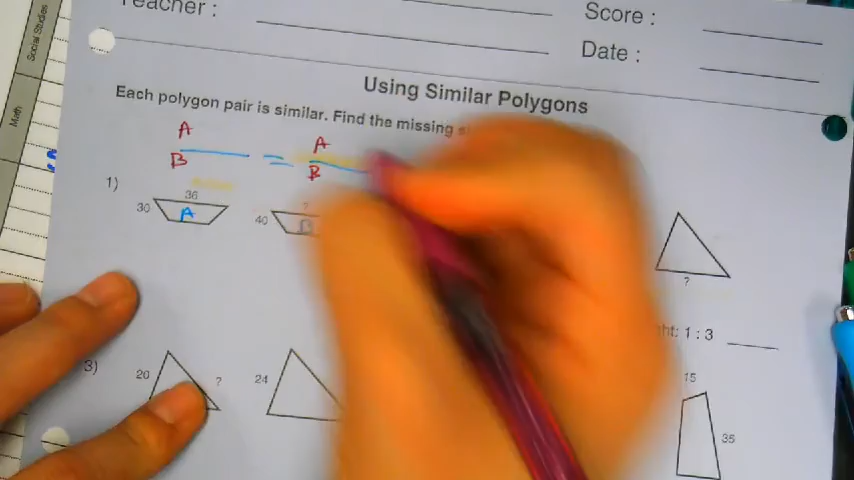 Social Studies
Teacher :
Score :
Math
Date :
Using Similar Polygons
Each polygon pair is similar. Find the missing
A A
B = B
1) 36 30 A 40 ? B
?
1 : 3
3) 20 ? 24
15 35